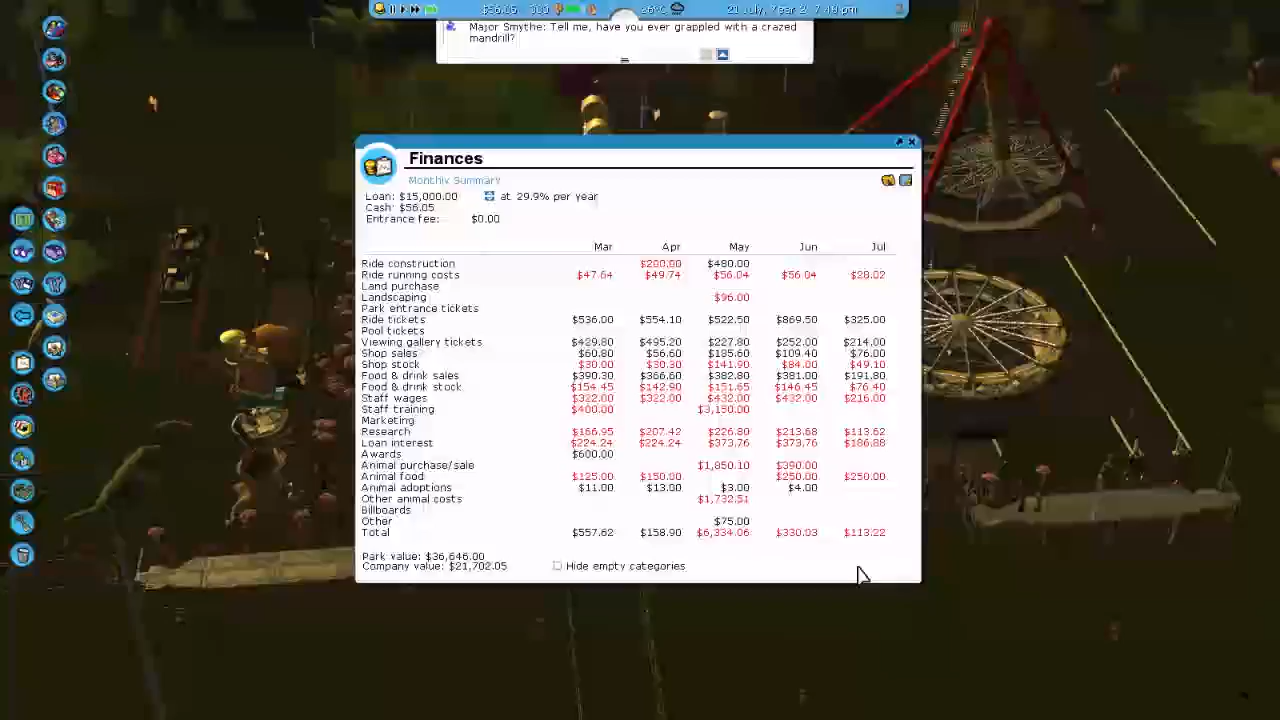 $56.05
26°C
21 July, Year 2 7:48 pm
Major Smythe: Tell me, have you ever grappled with a crazed
mandrill?
Finances
Monthly Summary
Loan: $15,000.00 at 29.9% per year
Cash: $56.05
Entrance fee: $0.00
Mar Apr May Jun Jul
Ride construction $280.00 $480.00
Ride running costs $47.64 $49.74 $56.04 $56.04 $28.02
Land purchase
Landscaping $96.00
Park entrance tickets
Ride tickets $536.00 $554.10 $522.50 $869.50 $325.00
Pool tickets
Viewing gallery tickets $429.80 $495.20 $227.80 $252.00 $214.00
Shop sales $60.80 $56.60 $185.60 $109.40 $76.00
Shop stock $30.00 $30.30 $141.90 $84.00 $49.10
Food & drink sales $390.30 $366.60 $382.80 $381.00 $191.80
Food & drink stock $154.45 $142.90 $151.65 $146.45 $76.40
Staff wages $322.00 $322.00 $432.00 $432.00 $216.00
Staff training $400.00 $3,150.00
Marketing
Research $166.95 $207.42 $226.80 $213.68 $113.62
Loan interest $224.24 $224.24 $373.76 $373.76 $186.88
Awards $600.00
Animal purchase/sale $1,850.10 $390.00
Animal food $125.00 $150.00 $250.00 $250.00
Animal adoptions $11.00 $13.00 $3.00 $4.00
Other animal costs $1,732.51
Billboards
Other $75.00
Total $557.62 $158.90 $6,334.06 $330.03 $113.22
Park value: $36,646.00
Company value: $21,702.05
Hide empty categories